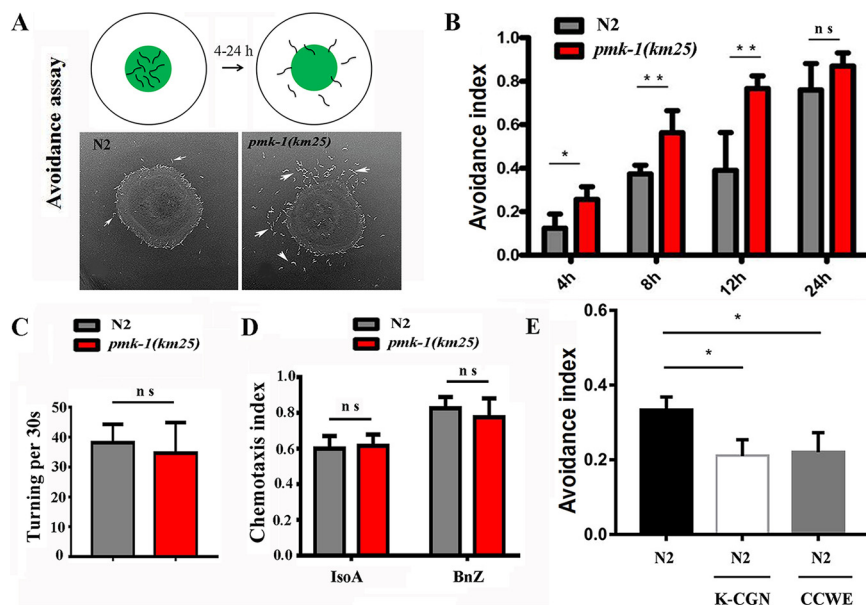 A
4-24 h
Avoidance assay
N2
pmk-1(km25)
B
N2
pmk-1(km25)
Avoidance index
1.0
0.8
0.6
0.4
0.2
0.0
*
* *
* *
n s
4h
8h
12h
24h
C
N2
pmk-1(km25)
Turning per 30s
50
40
30
20
10
0
n s
D
N2
pmk-1(km25)
Chemotaxis index
1.0
0.8
0.6
0.4
0.2
0.0
n s
n s
IsoA
BnZ
E
Avoidance index
0.6
0.4
0.2
0.0
*
*
N2
N2
N2
K-CGN
CCWE